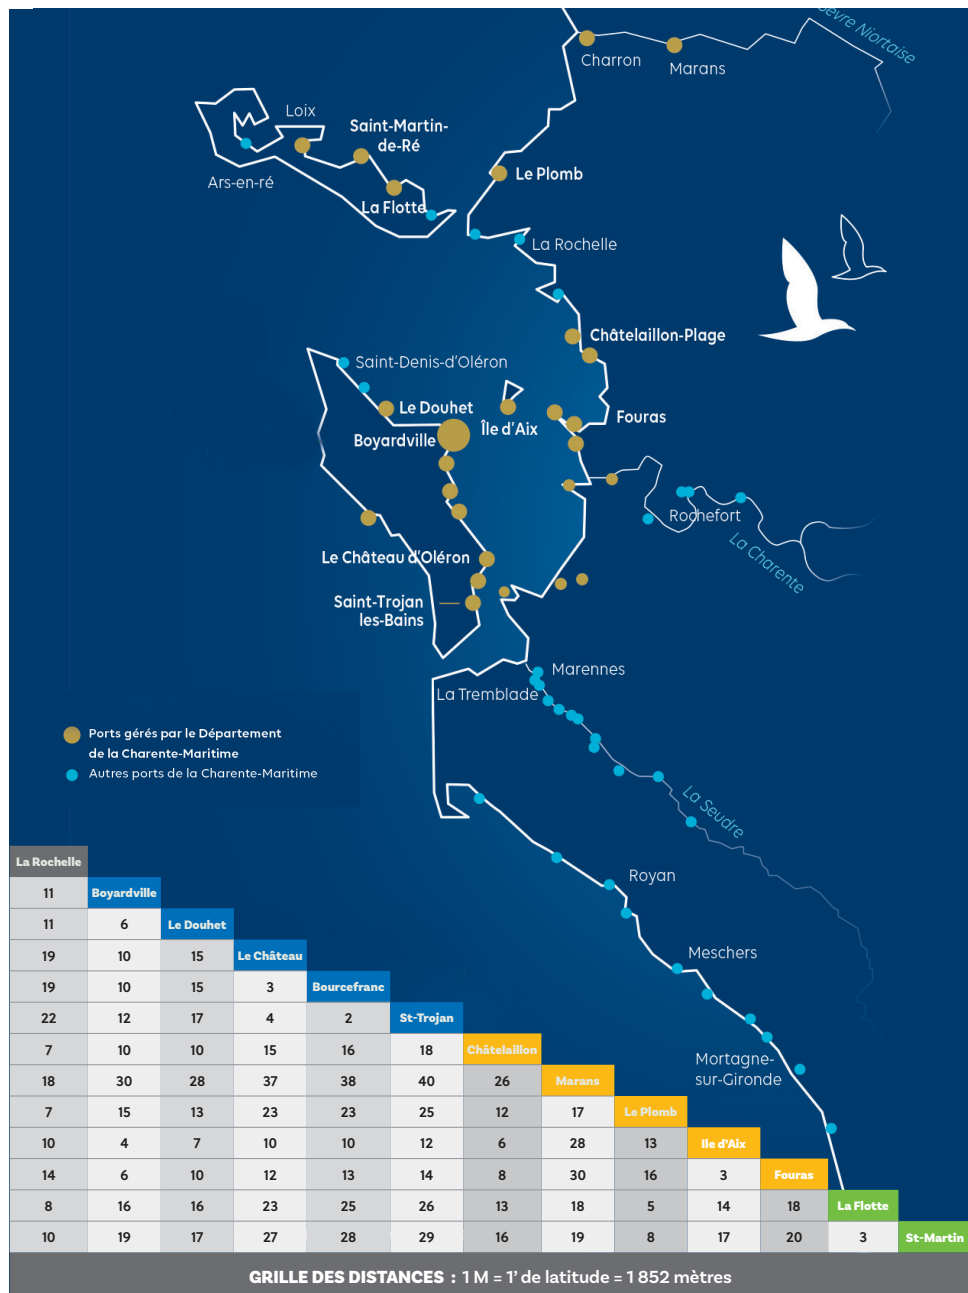 Sèvre Niortaise
Charron
Marans
Loix
Saint-Martin-
de-Ré
Ars-en-ré
La Flotte
Le Plomb
La Rochelle
Châtelaillon-Plage
Saint-Denis-d'Oléron
Le Douhet
Île d'Aix
Fouras
Boyardville
Rochefort
La Charente
Le Château d'Oléron
Saint-Trojan
les-Bains
Marennes
La Tremblade
Ports gérés par le Département
de la Charente-Maritime
Autres ports de la Charente-Maritime
La Seudre
Royan
Meschers
Mortagne-
sur-Gironde
La Rochelle
11 Boyardville
11 6 Le Douhet
19 10 15 Le Château
19 10 15 3 Bourcefranc
22 12 17 4 2 St-Trojan
7 10 10 15 16 18 Châtelaillon
18 30 28 37 38 40 26 Marans
7 15 13 23 23 25 12 17 Le Plomb
10 4 7 10 10 12 6 28 13 Ile d'Aix
14 6 10 12 13 14 8 30 16 3 Fouras
8 16 16 23 25 26 13 18 5 14 18 La Flotte
10 19 17 27 28 29 16 19 8 17 20 3 St-Martin
GRILLE DES DISTANCES : 1 M = 1' de latitude = 1 852 mètres